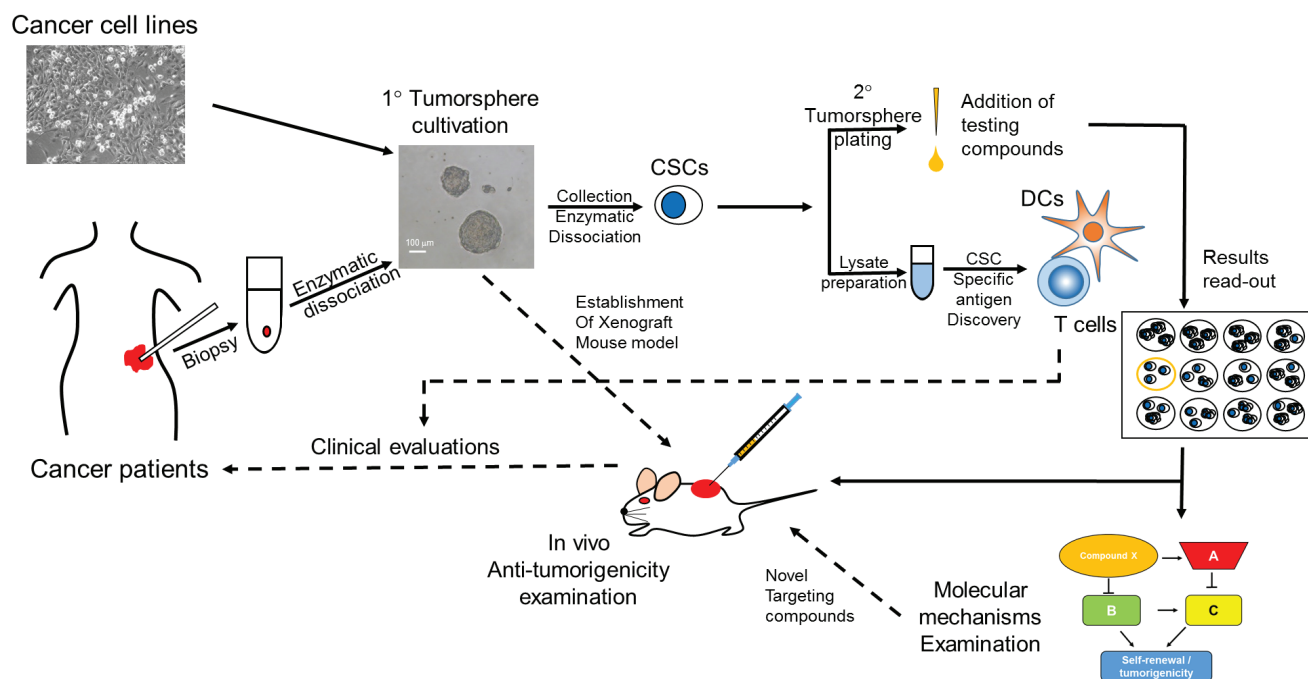 Cancer cell lines
1° Tumorsphere
cultivation
100 μm
Biopsy
Enzymatic
dissociation
Cancer patients
Collection
Enzymatic
Dissociation
CSCs
2°
Tumorsphere
plating
Addition of
testing
compounds
Lysate
preparation
CSC
Specific
antigen
Discovery
DCs
T cells
Results
read-out
Establishment
Of Xenograft
Mouse model
Clinical evaluations
In vivo
Anti-tumorigenicity
examination
Novel
Targeting
compounds
Molecular
mechanisms
Examination
Compound X
A
B
C
Self-renewal /
tumorigenicity